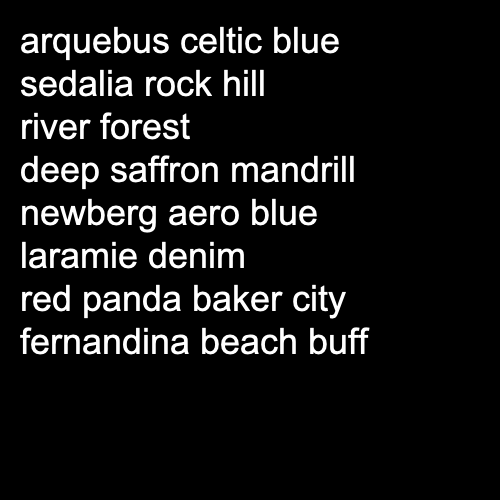 arquebus celtic blue
sedalia rock hill
river forest
deep saffron mandrill
newberg aero blue
laramie denim
red panda baker city
fernandina beach buff